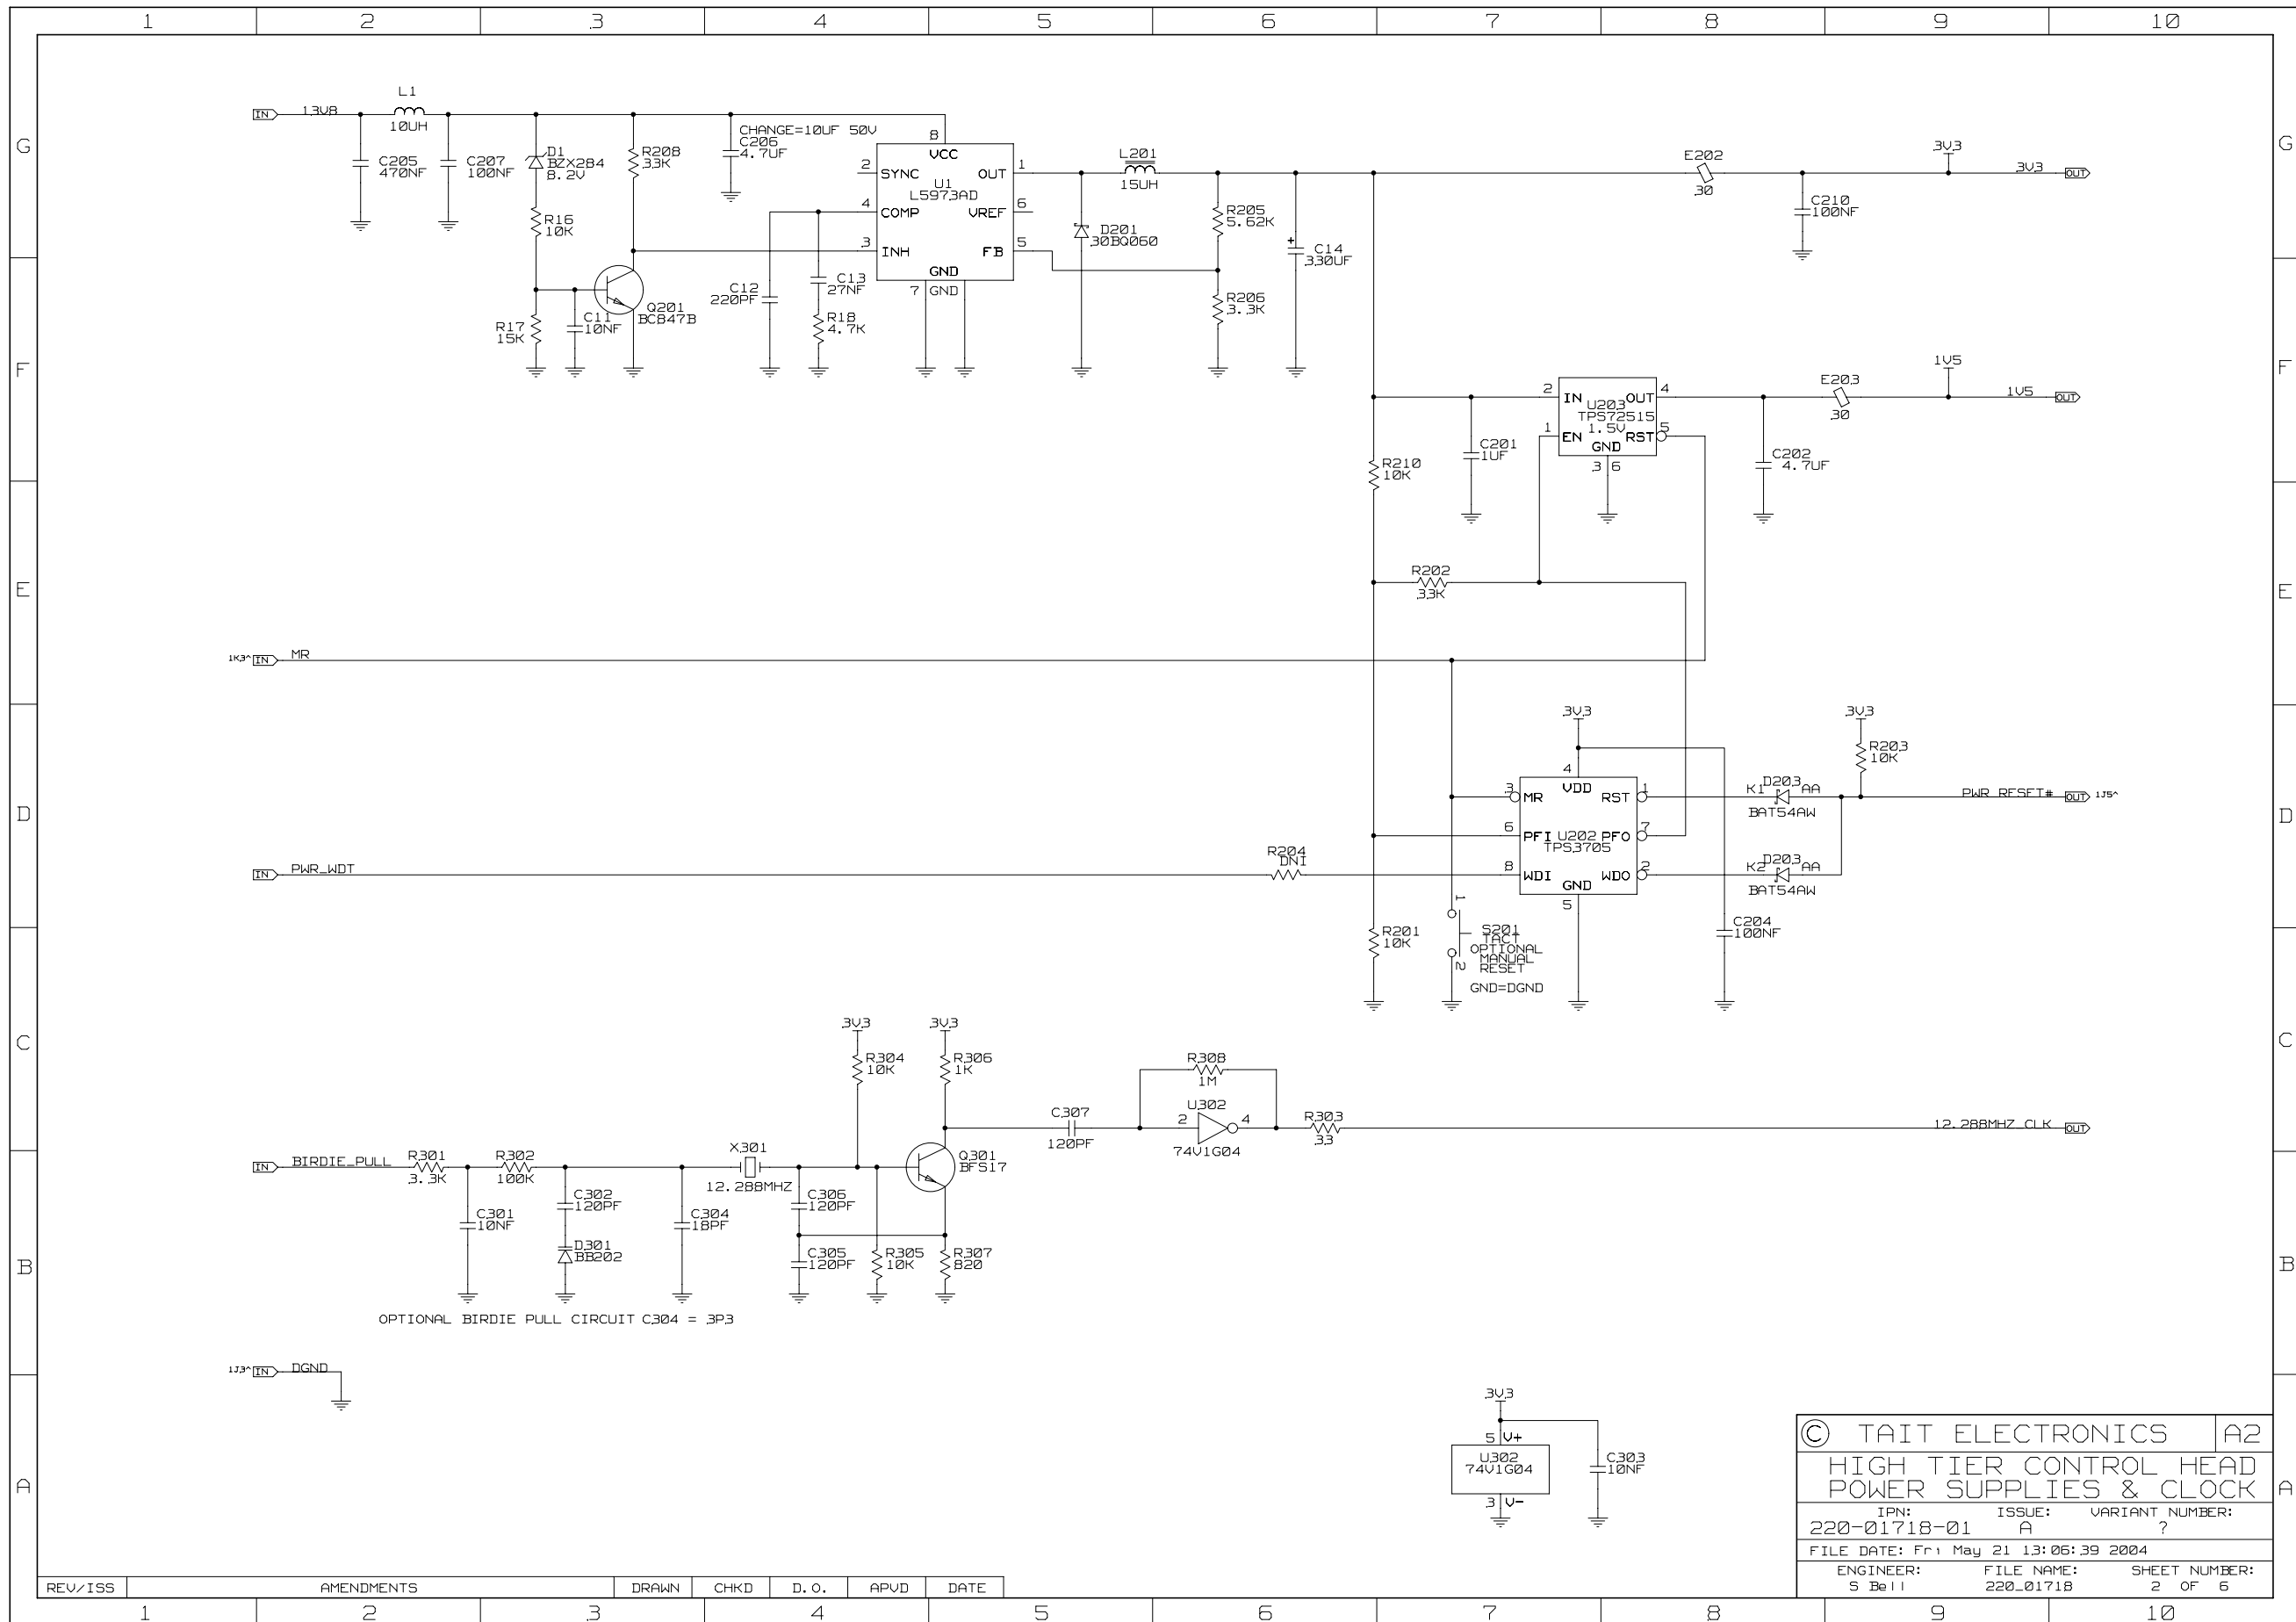 1 2 3 4 5 6 7 8 9 10
G
F
E
D
C
B
A
G
F
E
D
C
B
A
IN 13V8
L1
10UH
C205
470NF
C207
100NF
D1
BZX284
8.2V
R208
33K
CHANGE=10UF 50V
C206
4.7UF
R16
10K
R17
15K
C11
10NF
Q201
BC847B
C12
220PF
C13
27NF
R18
4.7K
8
VCC
2 SYNC OUT 1
U1
L5973AD
4 COMP VREF 6
3 INH FB 5
GND
7 GND
L201
15UH
D201
30BQ060
R205
5.62K
R206
3.3K
C14
330UF
+
E202
30
C210
100NF
3V3
3V3 OUT
2 IN OUT 4
U203
TPS72515
1.5V
1 EN RST 5
GND
3 6
C201
1UF
R210
10K
C202
4.7UF
E203
30
1V5
1V5 OUT
R202
33K
1K3^ IN MR
3V3
4
VDD
3 MR RST 1
6 PFI U202 PFO 7
TPS3705
8 WDI WDO 2
GND
5
K1 D203 AA
BAT54AW
K2 D203 AA
BAT54AW
3V3
R203
10K
PWR_RESET# OUT 1J5^
IN PWR_WDT
R204
DNI
R201
10K
1
2
S201
TACT
OPTIONAL
MANUAL
RESET
GND=DGND
C204
100NF
3V3
R304
10K
3V3
R306
1K
IN BIRDIE_PULL
R301
3.3K
R302
100K
C301
10NF
C302
120PF
D301
BB202
C304
18PF
X301
12.288MHZ
C306
120PF
C305
120PF
R305
10K
Q301
BFS17
R307
820
C307
120PF
R308
1M
U302
2 4
74V1G04
R303
33
12.288MHZ_CLK OUT
OPTIONAL BIRDIE PULL CIRCUIT C304 = 3P3
1J3^ IN DGND
3V3
5 V+
U302
74V1G04
3 V-
C303
10NF
© TAIT ELECTRONICS A2
HIGH TIER CONTROL HEAD
POWER SUPPLIES & CLOCK
IPN: ISSUE: VARIANT NUMBER:
220-01718-01 A ?
FILE DATE: Fri May 21 13:06:39 2004
ENGINEER: FILE NAME: SHEET NUMBER:
S Bell 220_01718 2 OF 6
REV/ISS AMENDMENTS DRAWN CHKD D.O. APVD DATE
1 2 3 4 5 6 7 8 9 10